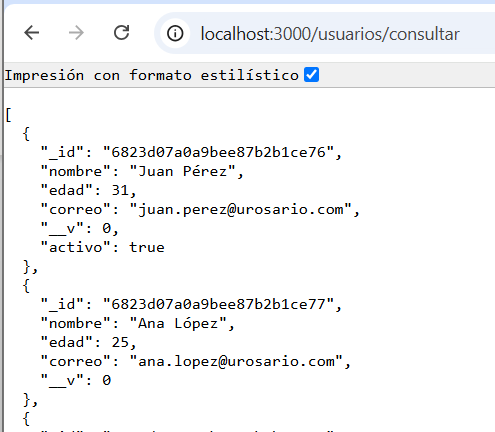 localhost:3000/usuarios/consultar
Impresión con formato estilístico
[
  {
    "_id": "6823d07a0a9bee87b2b1ce76",
    "nombre": "Juan Pérez",
    "edad": 31,
    "correo": "juan.perez@urosario.com",
    "__v": 0,
    "activo": true
  },
  {
    "_id": "6823d07a0a9bee87b2b1ce77",
    "nombre": "Ana López",
    "edad": 25,
    "correo": "ana.lopez@urosario.com",
    "__v": 0
  },
  {